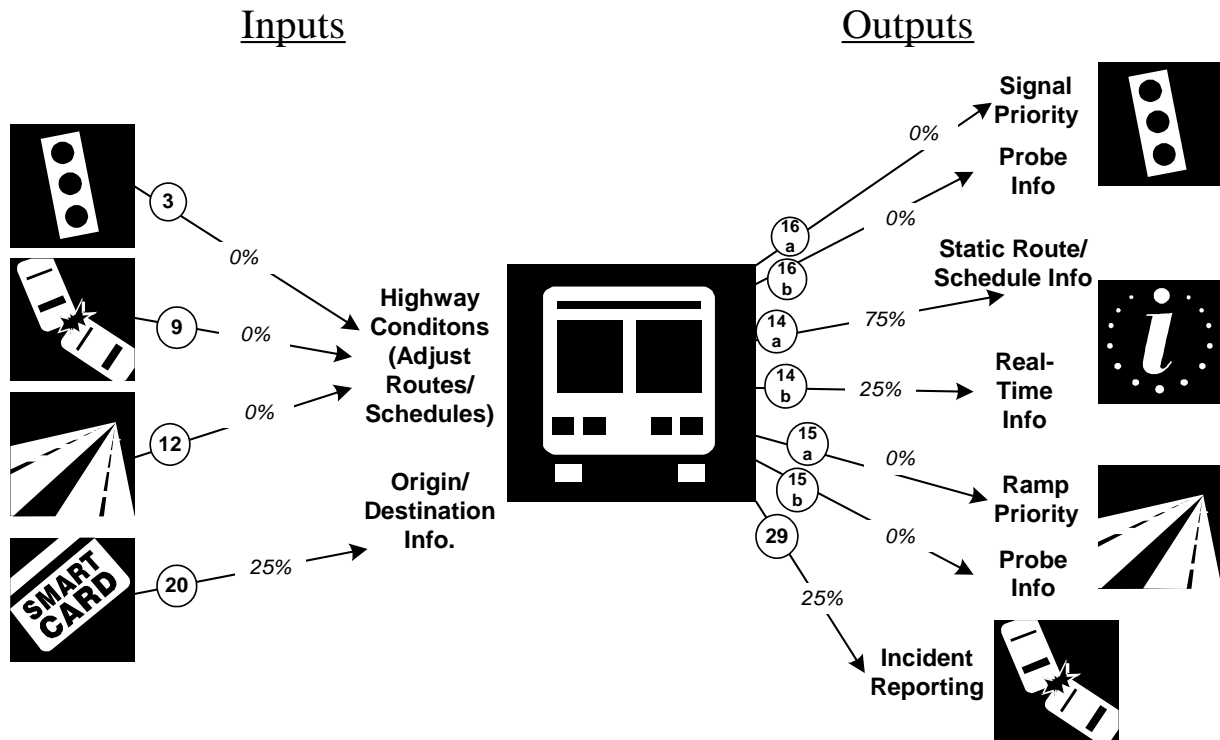 Inputs
Outputs
3
0%
9
0%
12
0%
Highway
Conditons
(Adjust
Routes/
Schedules)
SMART
CARD
20
25%
Origin/
Destination
Info.
16
a
0%
Signal
Priority
16
b
0%
Probe
Info
14
a
75%
Static Route/
Schedule Info
i
14
b
25%
Real-
Time
Info
15
a
0%
Ramp
Priority
15
b
0%
Probe
Info
29
25%
Incident
Reporting